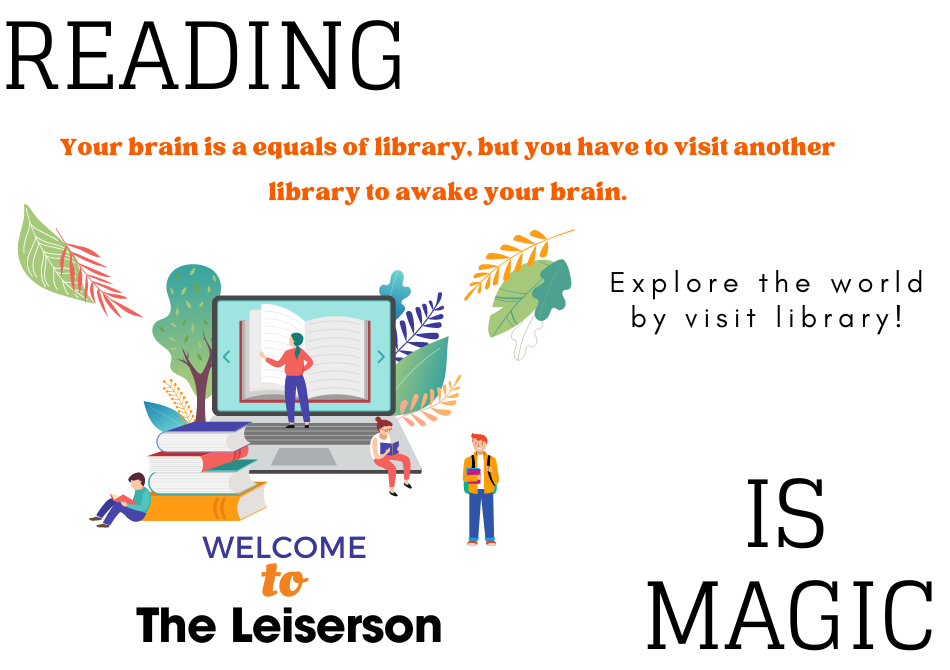 READING
Your brain is a equals of library, but you have to visit another
library to awake your brain.
Explore the world
by visit library!
IS
MAGIC
WELCOME
to
The Leiserson